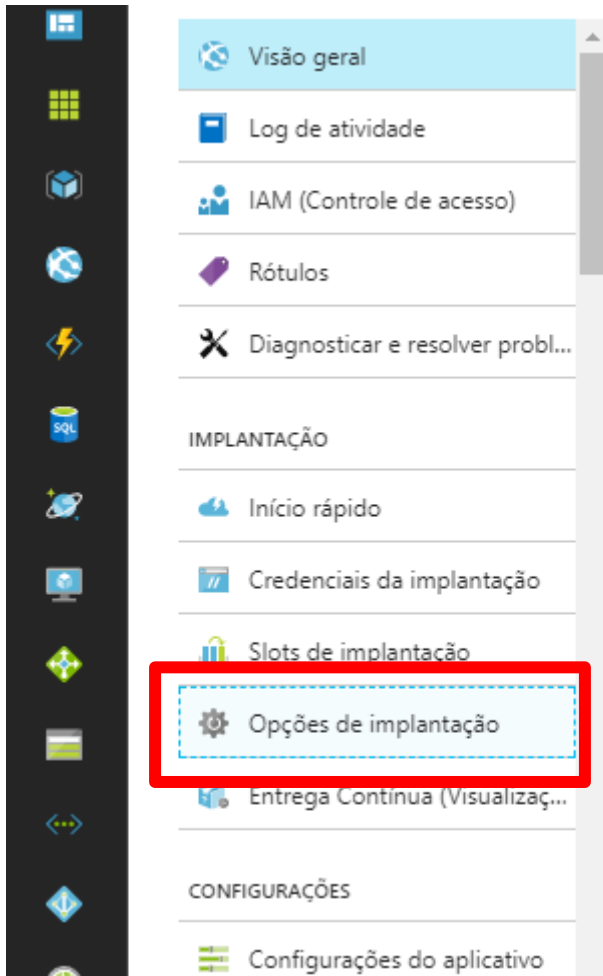 Visão geral
Log de atividade
IAM (Controle de acesso)
Rótulos
Diagnosticar e resolver probl...
IMPLANTAÇÃO
Início rápido
Credenciais da implantação
Slots de implantação
Opções de implantação
Entrega Contínua (Visualizaç...
CONFIGURAÇÕES
Configurações do aplicativo
SQL